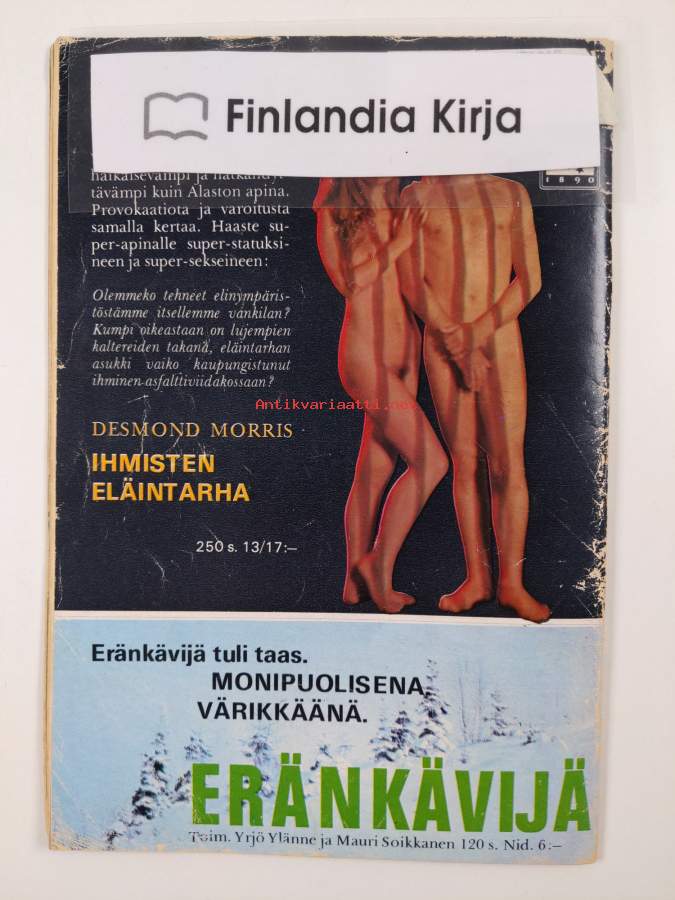 Finlandia Kirja
1890
tävämpi kuin Alaston apina.
Provokaatiota ja varoitusta
samalla kertaa. Haaste su-
per-apinalle super-statuksi-
neen ja super-sekseineen:
Olemmeko tehneet elinympäris-
töstämme itsellemme vankilan?
Kumpi oikeastaan on lujempien
kaltereiden takana, eläintarhan
asukki vaiko kaupungistunut
ihminen asfalttiviidakossaan?
Antikvariaatti.net
DESMOND MORRIS
IHMISTEN
ELÄINTARHA
250 s. 13/17:–
Eränkävijä tuli taas.
MONIPUOLISENA,
VÄRIKKÄÄNÄ.
ERÄNKÄVIJÄ
Toim. Yrjö Ylänne ja Mauri Soikkanen 120 s. Nid. 6:–